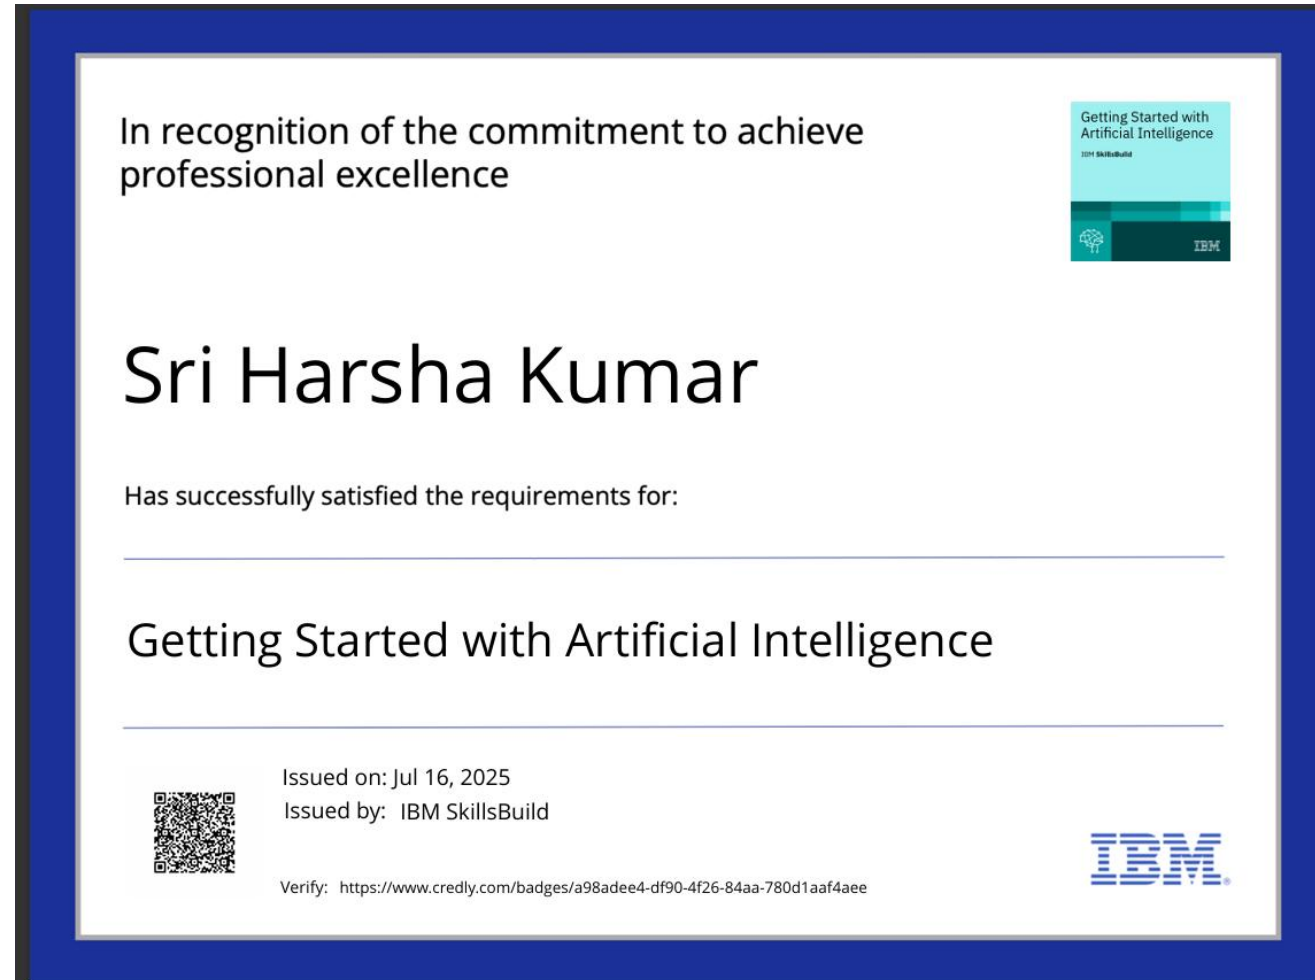 In recognition of the commitment to achieve
professional excellence
Getting Started with
Artificial Intelligence
IBM SkillsBuild
IBM
Sri Harsha Kumar
Has successfully satisfied the requirements for:
Getting Started with Artificial Intelligence
Issued on: Jul 16, 2025
Issued by: IBM SkillsBuild
Verify: https://www.credly.com/badges/a98adee4-df90-4f26-84aa-780d1aaf4aee
IBM